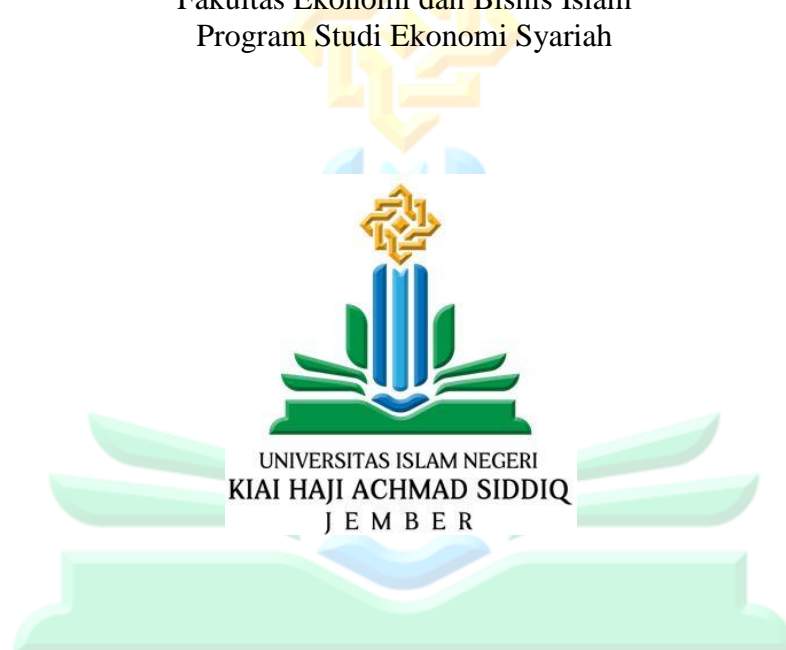 Fakultas Ekonomi dan Bisnis Islam
Program Studi Ekonomi Syariah
UNIVERSITAS ISLAM NEGERI
KIAI HAJI ACHMAD SIDDIQ
JEMBER